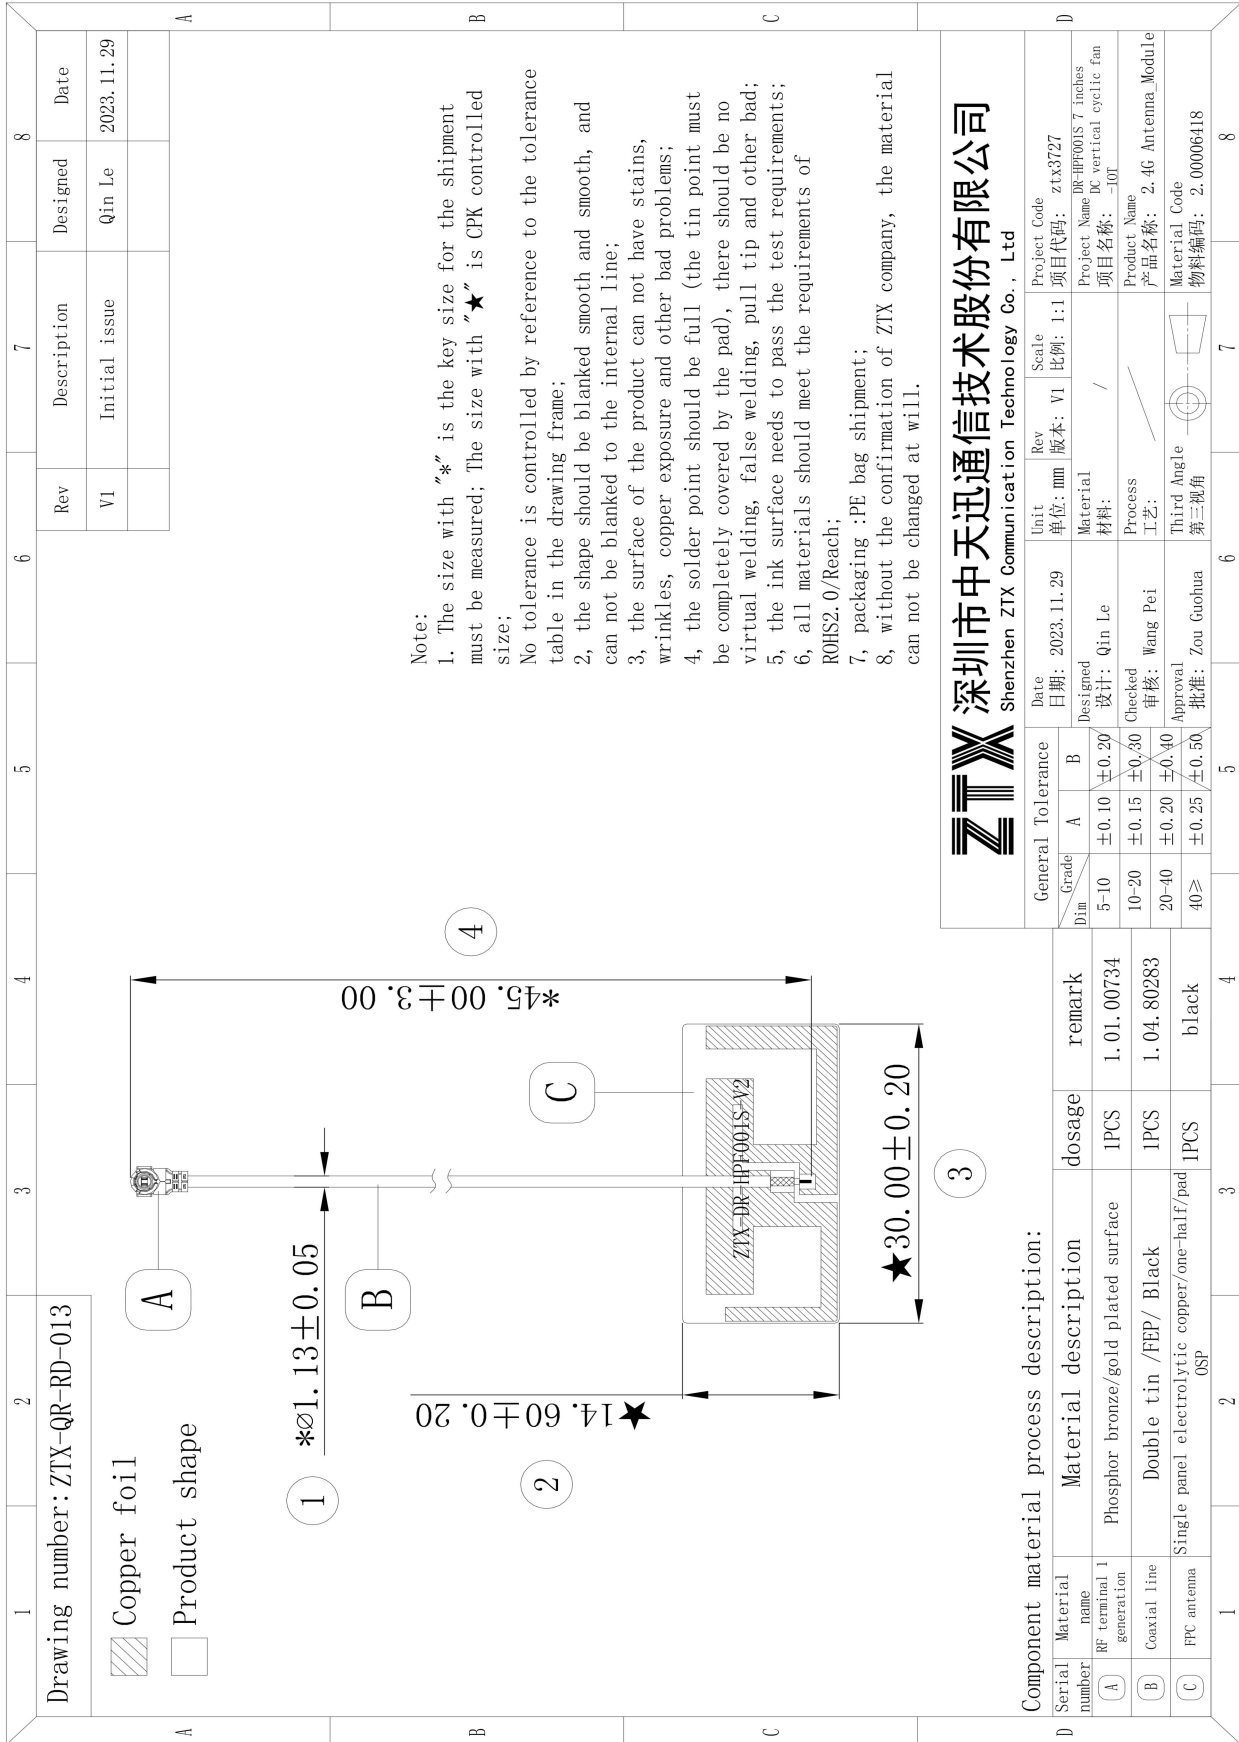 1 2 3 4 5 6 7 8
A
B
C
D
A
B
C
D
1 2 3 4 5 6 7 8
Drawing number:ZTX-QR-RD-013
Copper foil
Product shape
Rev Description Designed Date
V1 Initial issue Qin Le 2023.11.29
A
1
*⌀1.13±0.05
B
2
★14.60±0.20
*45.00±3.00
4
C
ZTX-DR-HPF001S-V2
★30.00±0.20
3
Note:
1. The size with "*" is the key size for the shipment
must be measured; The size with "★" is CPK controlled
size;
No tolerance is controlled by reference to the tolerance
table in the drawing frame;
2, the shape should be blanked smooth and smooth, and
can not be blanked to the internal line;
3, the surface of the product can not have stains,
wrinkles, copper exposure and other bad problems;
4, the solder point should be full (the tin point must
be completely covered by the pad), there should be no
virtual welding, false welding, pull tip and other bad;
5, the ink surface needs to pass the test requirements;
6, all materials should meet the requirements of
ROHS2.0/Reach;
7, packaging :PE bag shipment;
8, without the confirmation of ZTX company, the material
can not be changed at will.
Component material process description:
Serial number Material name Material description dosage remark
A RF terminal 1 generation Phosphor bronze/gold plated surface 1PCS 1.01.00734
B Coaxial line Double tin /FEP/ Black 1PCS 1.04.80283
C FPC antenna Single panel electrolytic copper/one-half/pad OSP 1PCS black
ZTX 深圳市中天迅通信技术股份有限公司
Shenzhen ZTX Communication Technology Co., Ltd
General Tolerance
Dim Grade A B
5-10 ±0.10 ±0.20
10-20 ±0.15 ±0.30
20-40 ±0.20 ±0.40
40≥ ±0.25 ±0.50
Date
日期: 2023.11.29
Designed
设计: Qin Le
Checked
审核: Wang Pei
Approval
批准: Zou Guohua
Unit
单位: mm
Rev
版本: V1
Scale
比例: 1:1
Material
材料: /
Process
工艺:
Third Angle
第三视角
Project Code
项目代码: ztx3727
Project Name
项目名称: DR-HPF001S 7 inches
DC vertical cyclic fan
-IOT
Product Name
产品名称: 2.4G Antenna_Module
Material Code
物料编码: 2.00006418